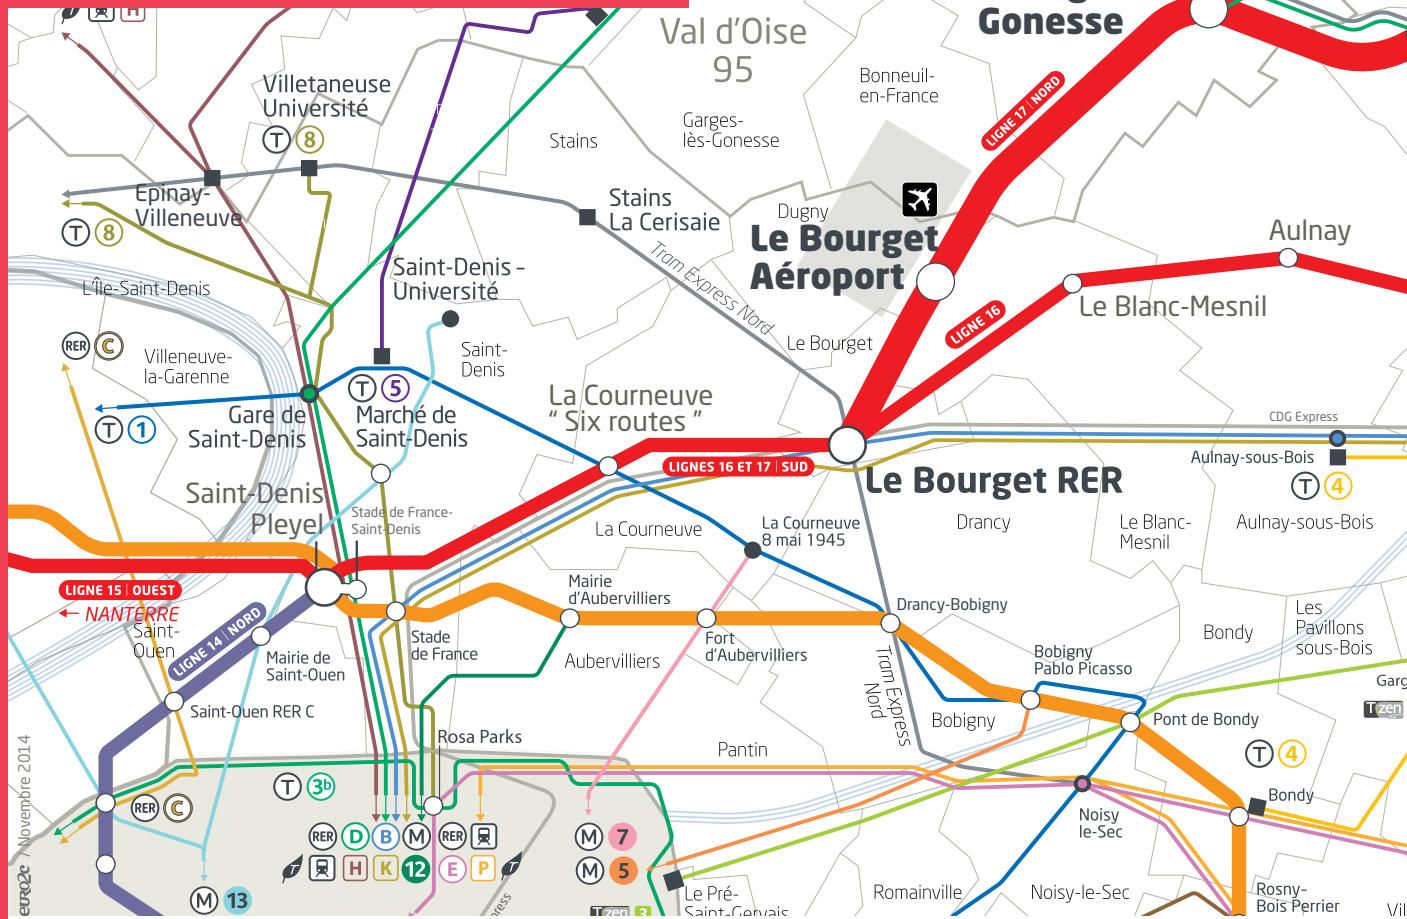 Val d'Oise
95
Gonesse
H
Villetaneuse
Université
T 8
Bonneuil-
en-France
Garges-
lès-Gonesse
Stains
LIGNE 17 | NORD
Epinay-
Villeneuve
T 8
Stains
La Cerisaie
Dugny
Le Bourget
Aéroport
Aulnay
Le Blanc-Mesnil
L'Île-Saint-Denis
Saint-Denis –
Université
Tram Express Nord
LIGNE 16
Le Bourget
RER C
Villeneuve-
la-Garenne
Saint-
Denis
T 5
T 1
Gare de
Saint-Denis
Marché de
Saint-Denis
La Courneuve
“ Six routes ”
CDG Express
Aulnay-sous-Bois
T 4
LIGNES 16 ET 17 | SUD
Le Bourget RER
Saint-Denis
Pleyel
Stade de France-
Saint-Denis
La Courneuve
La Courneuve
8 mai 1945
Drancy
Le Blanc-
Mesnil
Aulnay-sous-Bois
LIGNE 15 | OUEST
NANTERRE
Saint-
Ouen
LIGNE 14 | NORD
Mairie
d'Aubervilliers
Drancy-Bobigny
Mairie de
Saint-Ouen
Stade
de France
Aubervilliers
Fort
d'Aubervilliers
Tram Express
Nord
Bobigny
Pablo Picasso
Bondy
Les
Pavillons
sous-Bois
Garg
Tzen
Saint-Ouen RER C
Bobigny
Pont de Bondy
Rosa Parks
Pantin
T 4
T 3b
RER C
Bondy
Noisy
le-Sec
RER D B M RER
M 7
T H K 12 E P T
M 5
M 13
Le Pré-
Saint-Gervais
Tzen 3
Romainville
Noisy-le-Sec
Rosny-
Bois Perrier
Vil
press
euro2c / Novembre 2014